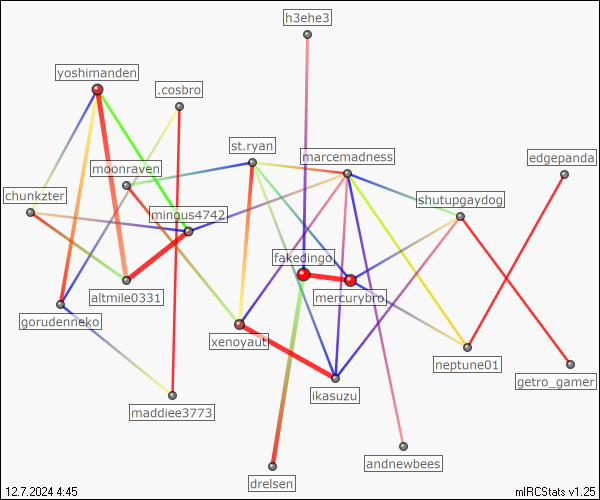 h3ehe3
yoshimanden
.cosbro
st.ryan
marcemadness
edgepanda
moonraven
chunkzter
shutupgaydog
mingus4742
fakedingo
mercurybro
altmile0331
gorudenneko
xenoyaut
neptune01
getro_gamer
ikasuzu
maddiee3773
andnewbees
drelsen
12.7.2024 4:45
mIRCStats v1.25